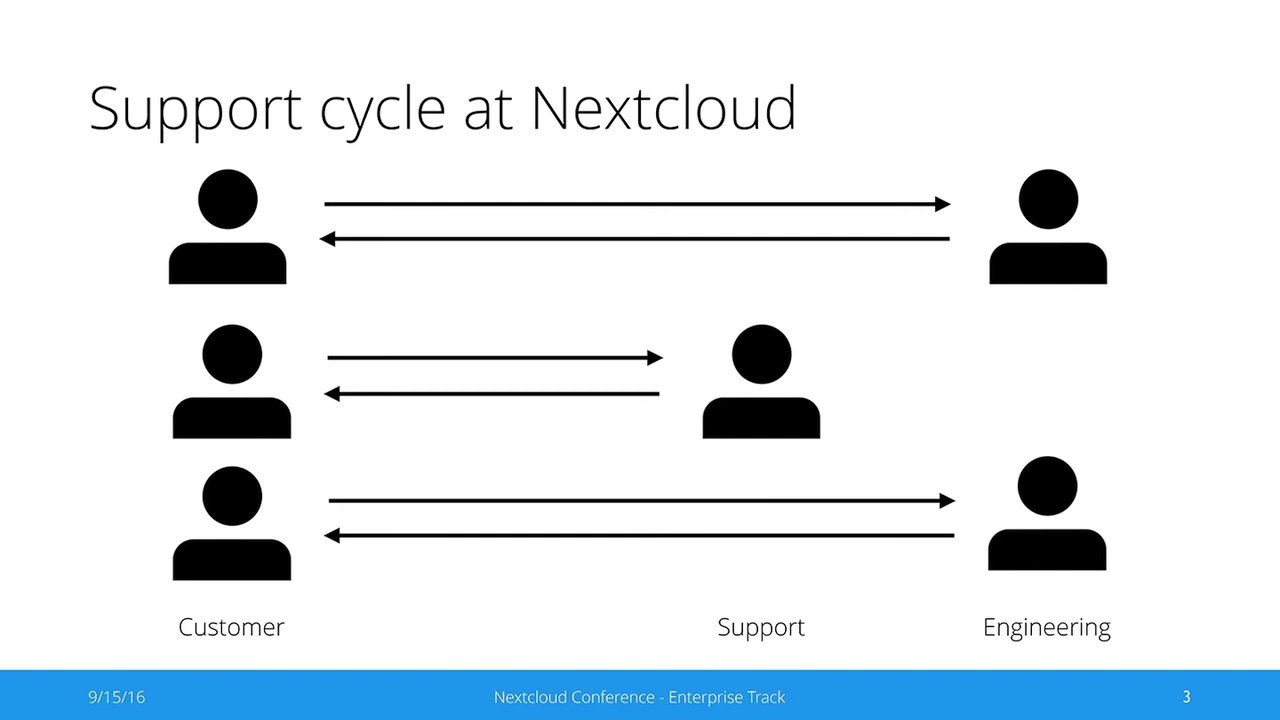 Support cycle at Nextcloud
Customer
Support
Engineering
9/15/16
Nextcloud Conference - Enterprise Track
3